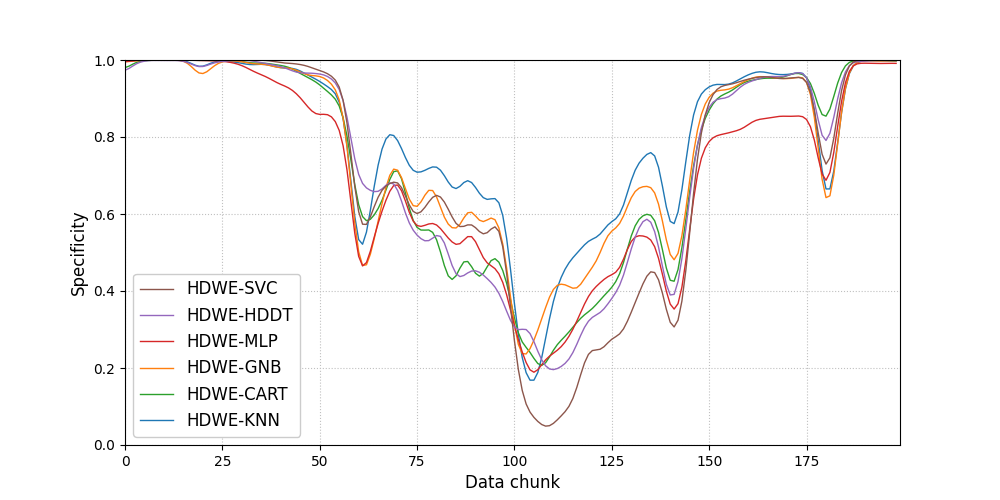 1.0
0.8
0.6
0.4
0.2
0.0
Specificity
HDWE-SVC
HDWE-HDDT
HDWE-MLP
HDWE-GNB
HDWE-CART
HDWE-KNN
0 25 50 75 100 125 150 175
Data chunk